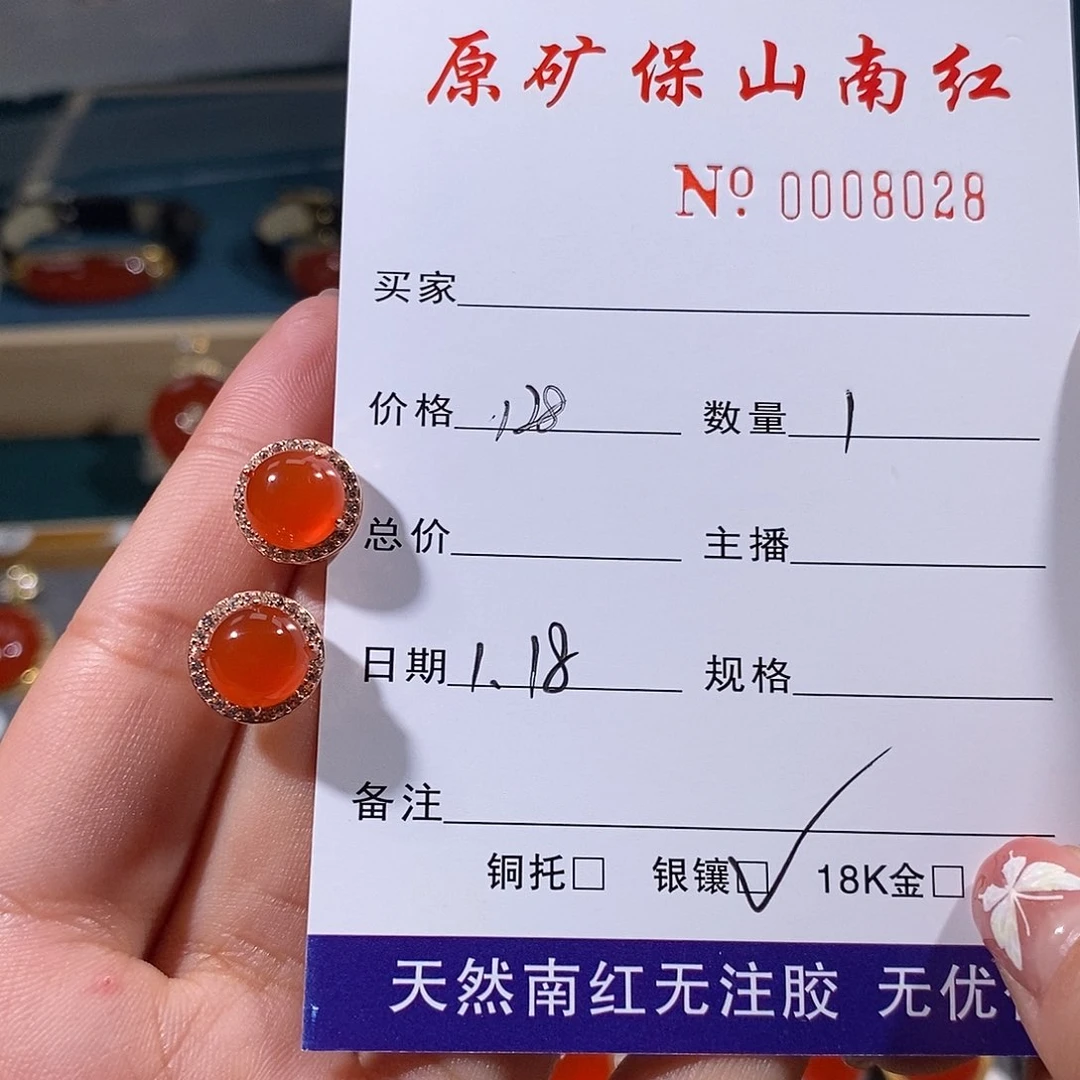 原矿保山南红
Nº 0008028
买家
价格 128 数量 1
总价 主播
日期 1.18 规格
备注
铜托□ 银镶☑ 18K金□
天然南红无注胶 无优